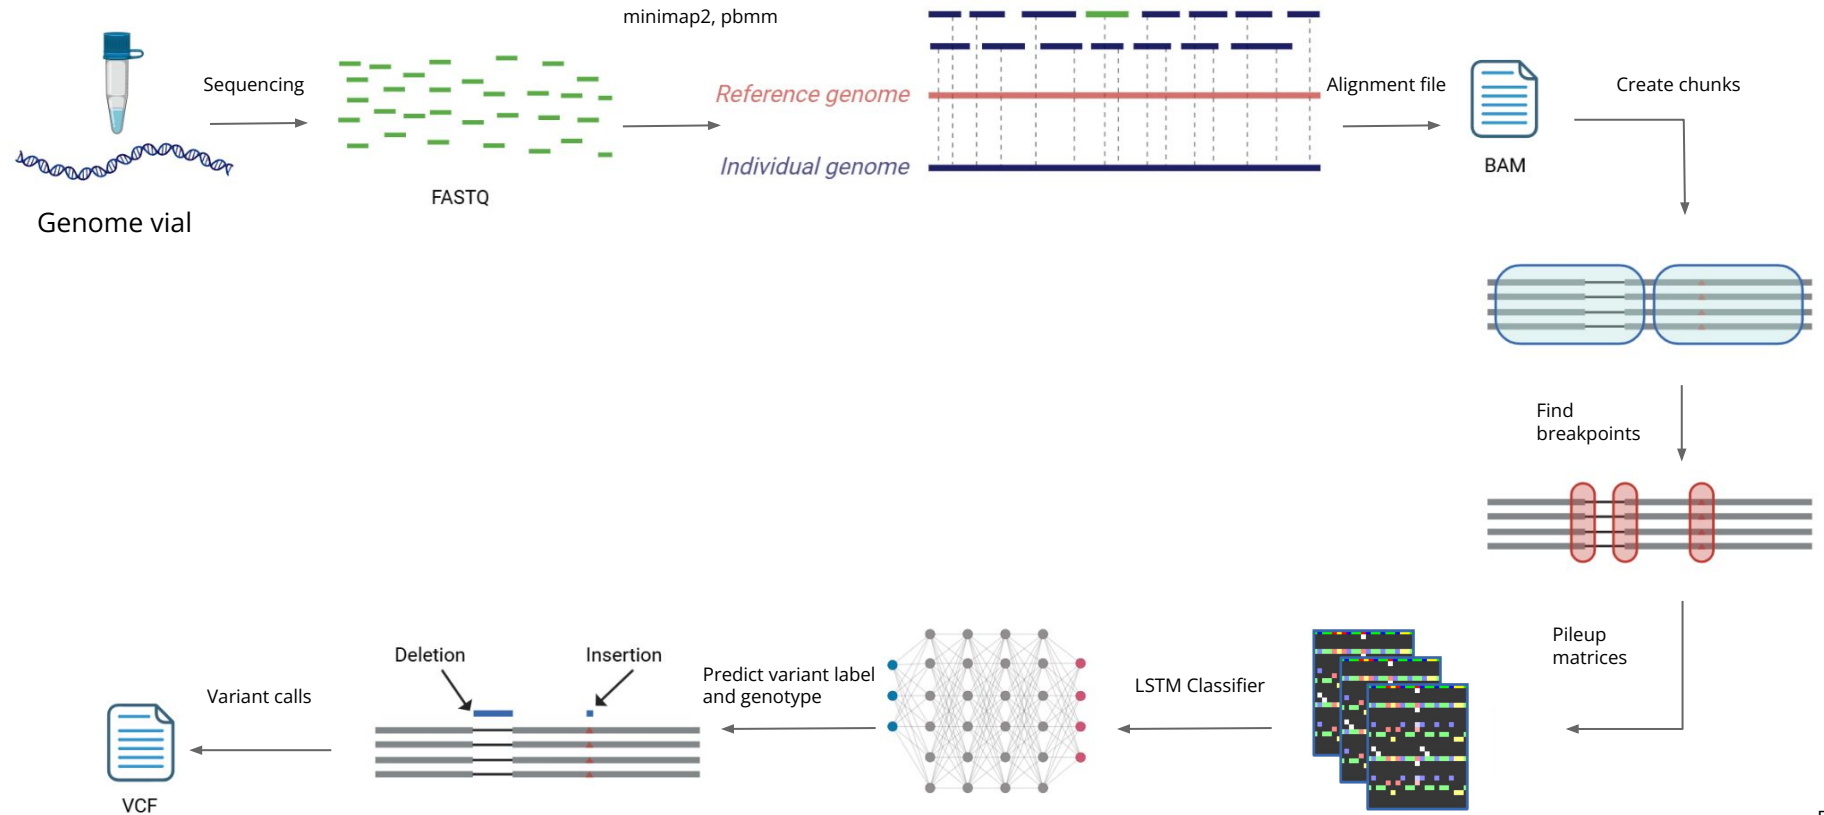 minimap2, pbmm
Sequencing
Reference genome
Alignment file
Create chunks
Individual genome
BAM
FASTQ
Genome vial
Find
breakpoints
Pileup
matrices
Deletion
Insertion
Predict variant label
and genotype
LSTM Classifier
Variant calls
VCF